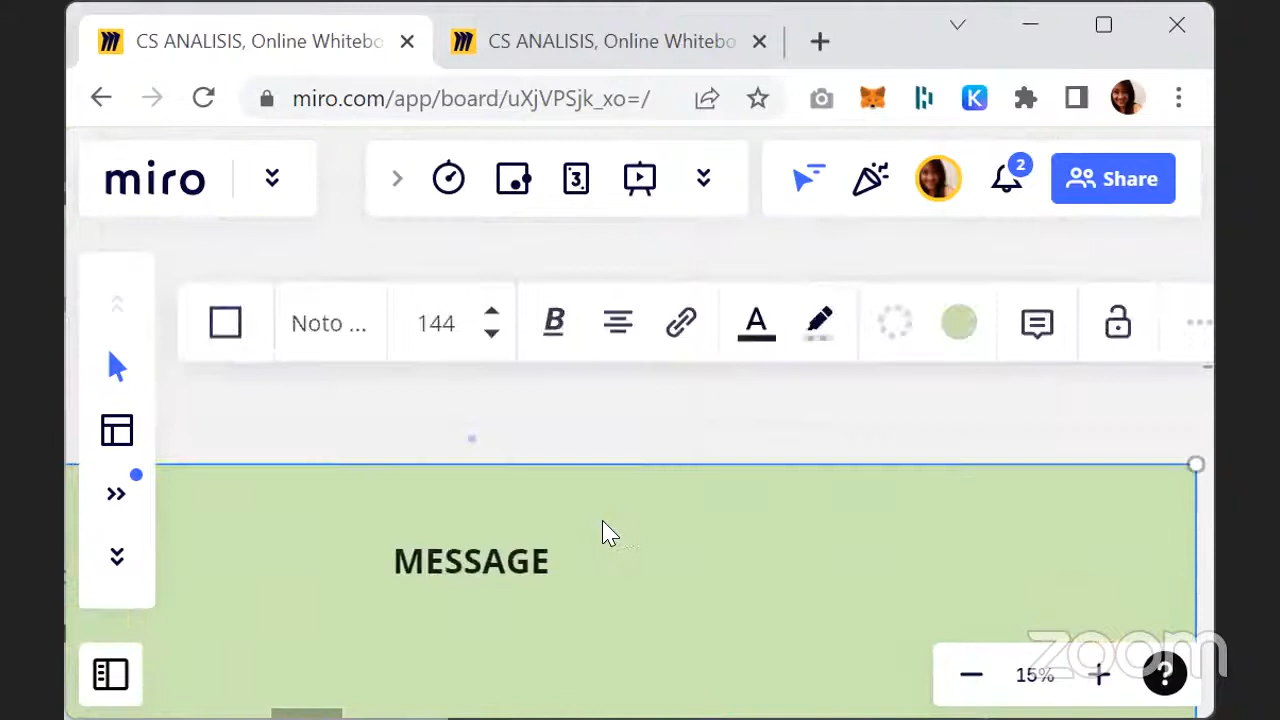 CS ANALISIS, Online Whitebo
CS ANALISIS, Online Whitebo
miro.com/app/board/uXjVPSjk_xo=/
K
miro
3
2
Share
Noto ...
144
B
A
MESSAGE
15%
?
zoom